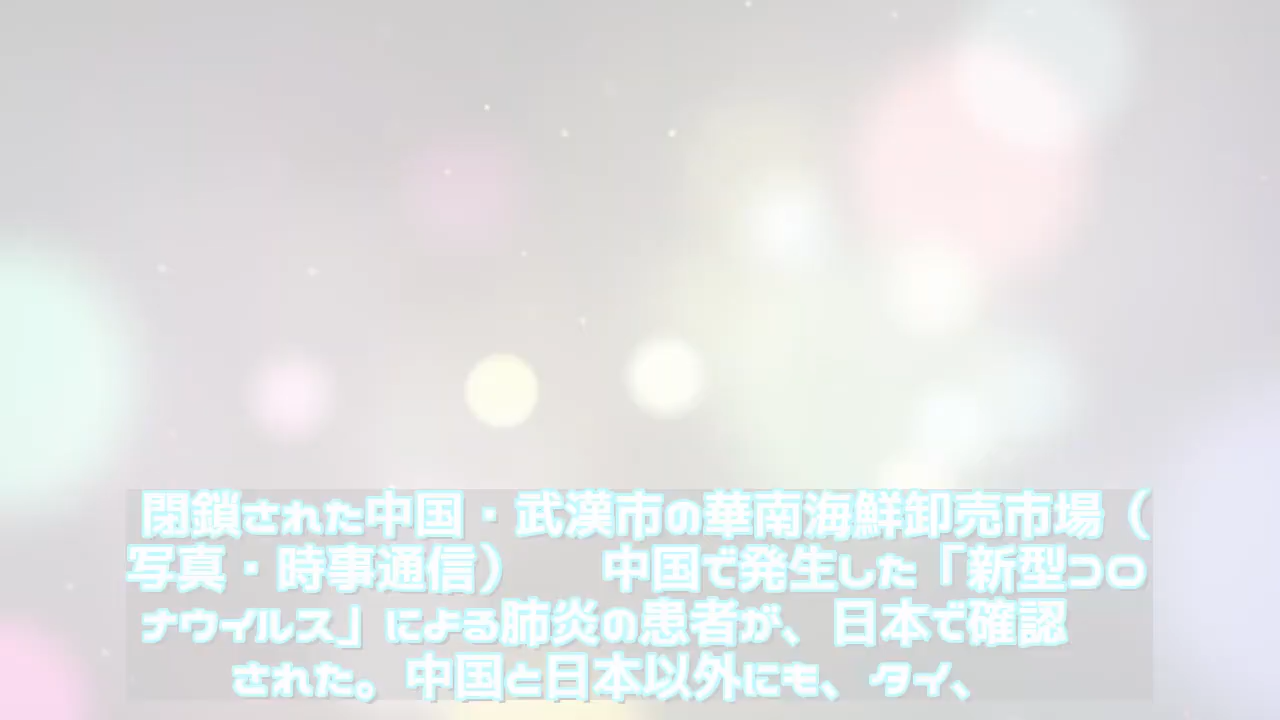 閉鎖された中国・武漢市の華南海鮮卸売市場（
写真・時事通信）　　中国で発生した「新型コロ
ナウイルス」による肺炎の患者が、日本で確認
された。中国と日本以外にも、タイ、